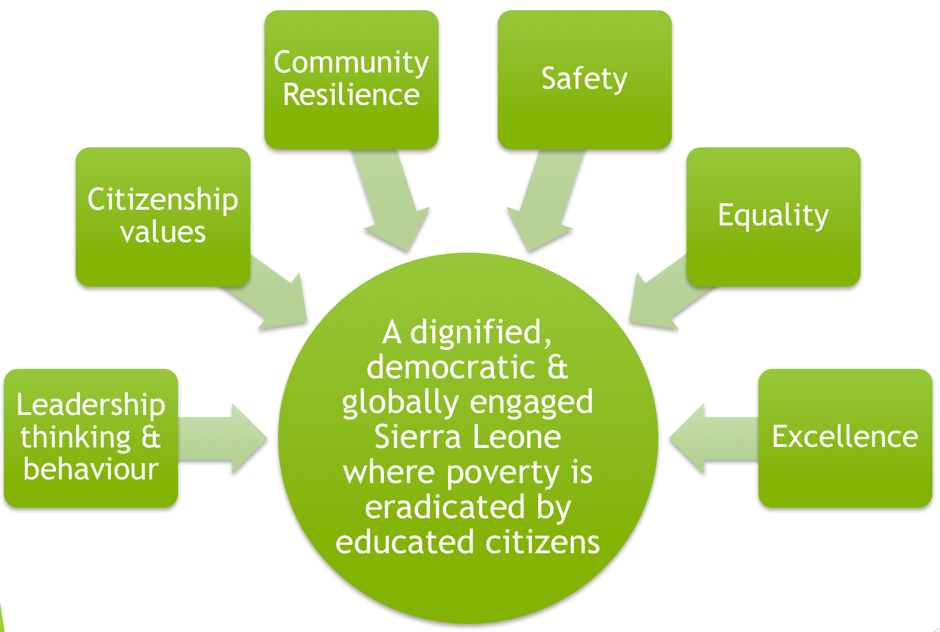 Community
Resilience
Safety
Citizenship
values
Equality
Leadership
thinking &
behaviour
Excellence
A dignified,
democratic &
globally engaged
Sierra Leone
where poverty is
eradicated by
educated citizens